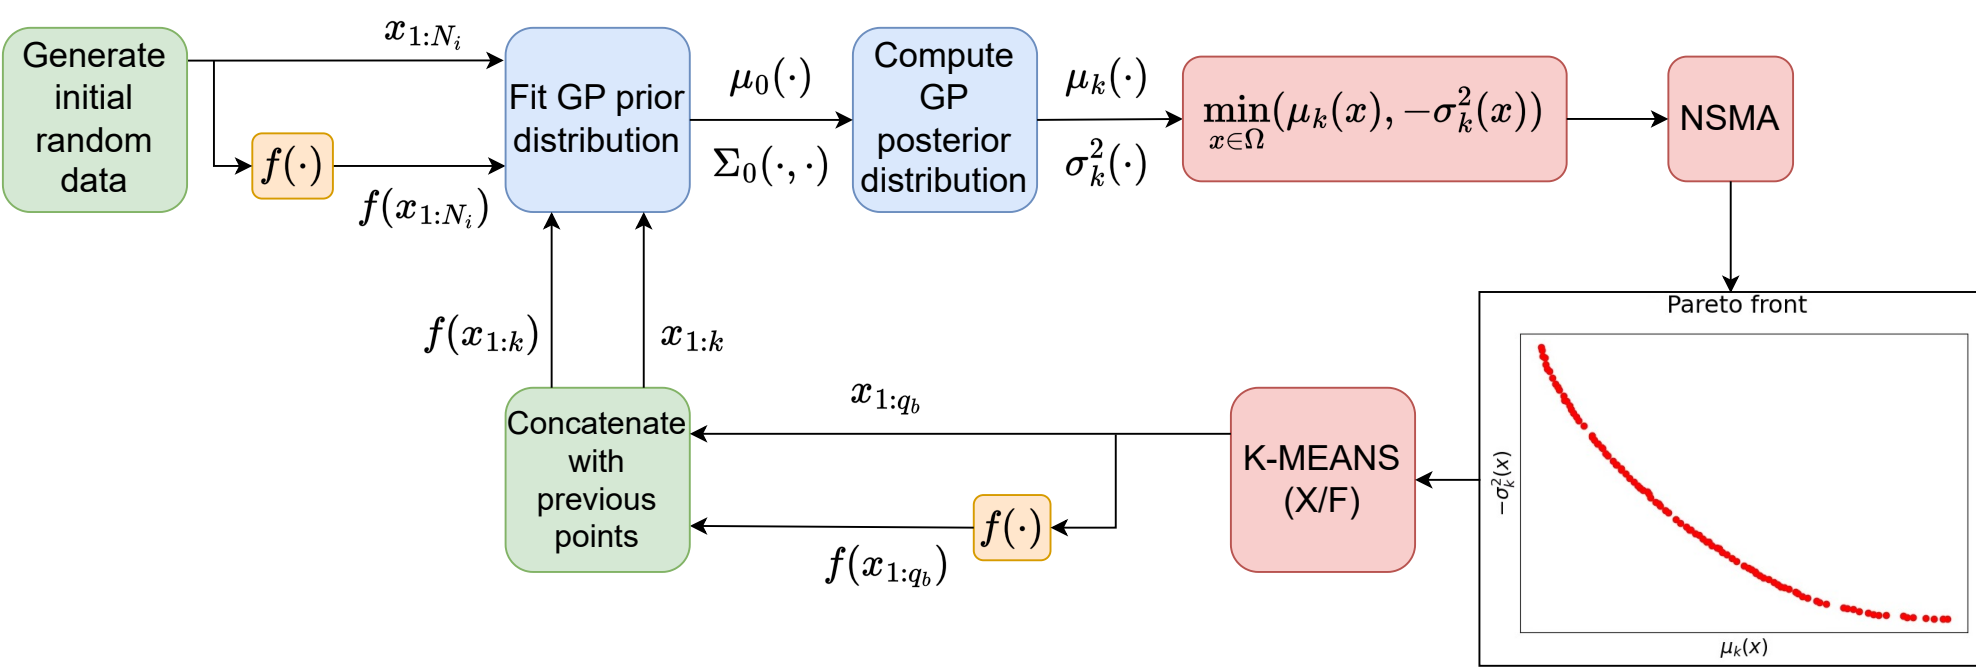 Generate
initial
random
data
x_{1:N_i}
f(·)
f(x_{1:N_i})
Fit GP prior
distribution
μ_0(·)
Σ_0(·,·)
Compute
GP
posterior
distribution
μ_k(·)
σ_k^2(·)
min_{x∈Ω}(μ_k(x), −σ_k^2(x))
NSMA
Pareto front
−σ_k^2(x)
μ_k(x)
K-MEANS
(X/F)
x_{1:q_b}
f(·)
f(x_{1:q_b})
Concatenate
with
previous
points
f(x_{1:k})
x_{1:k}